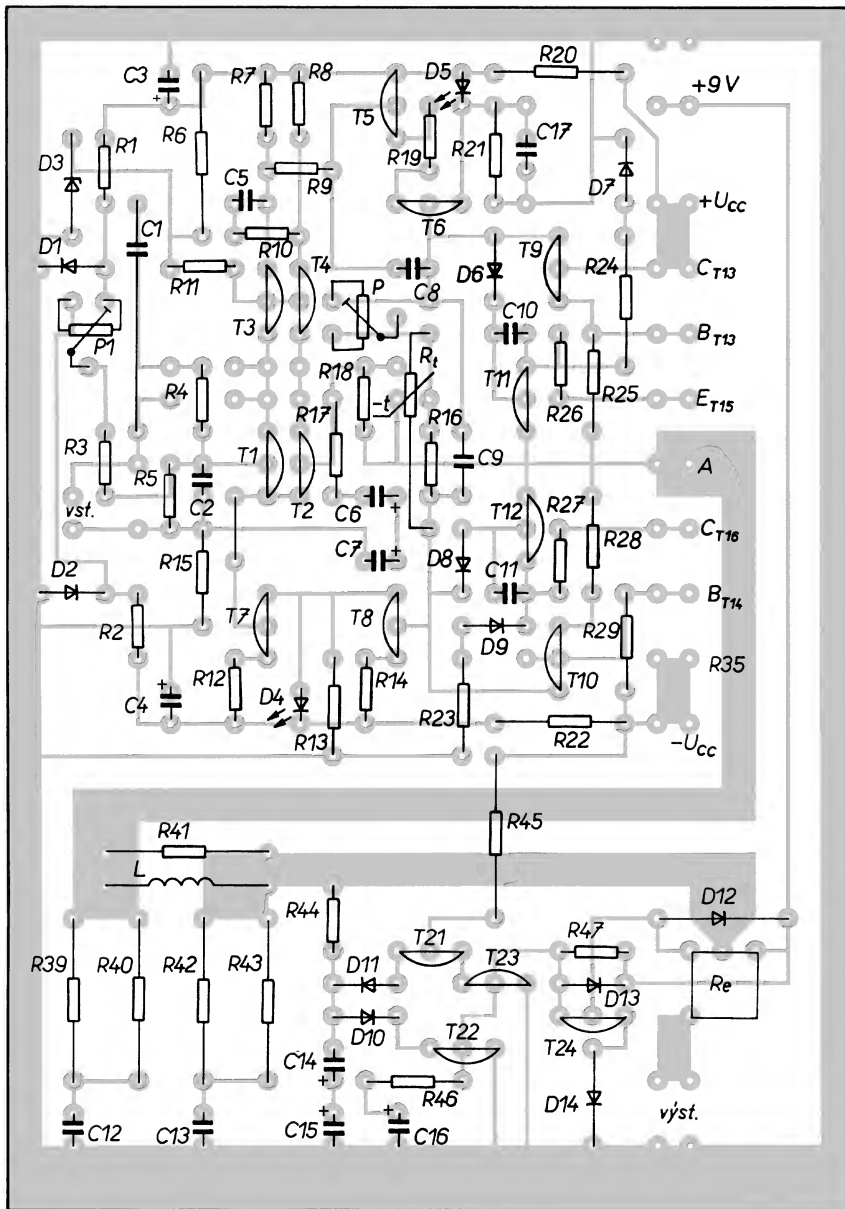 C3
+
R7
R8
D5
R20
+9V
R6
T5
R1
D3
R19
R21
C17
D7
C5
R9
T6
+Ucc
C1
D1
R10
T4
C8
D6
T9
R24
CT13
R11
P
C10
P1
T3
BT13
Rt
R4
R18
T11
R25
ET15
-t
R26
R17
R16
R3
T1
A
R5
C2
T2
C9
C6
+
R27
T12
vst.
CT16
R28
C7
+
D8
R15
D2
C11
BT14
R2
T7
T8
D9
R29
R35
+
R12
T10
C4
D4
R14
R13
R23
R22
-Ucc
R45
R41
L
D12
R44
T21
R47
T23
R39
R40
R42
R43
D11
D13
Re
D10
T22
T24
C14
+
R46
D14
+
+
výst.
C12
C13
C15
C16